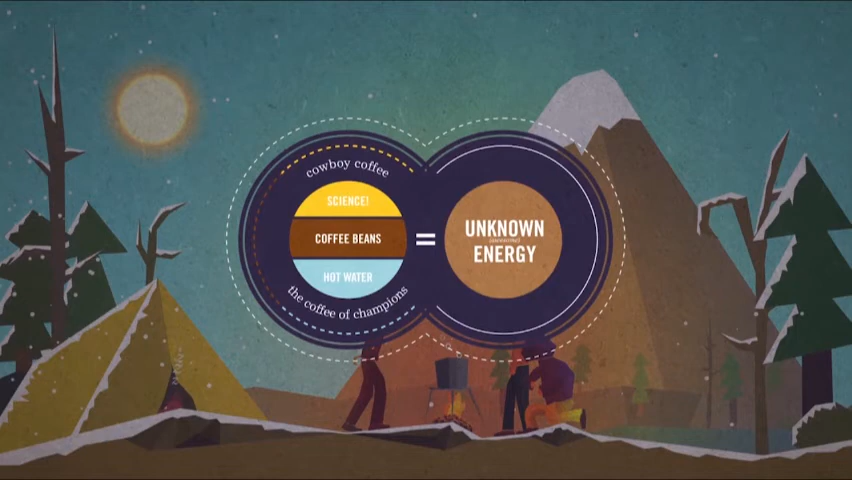 cowboy coffee
SCIENCE!
COFFEE BEANS
HOT WATER
the coffee of champions
=
UNKNOWN
ENERGY